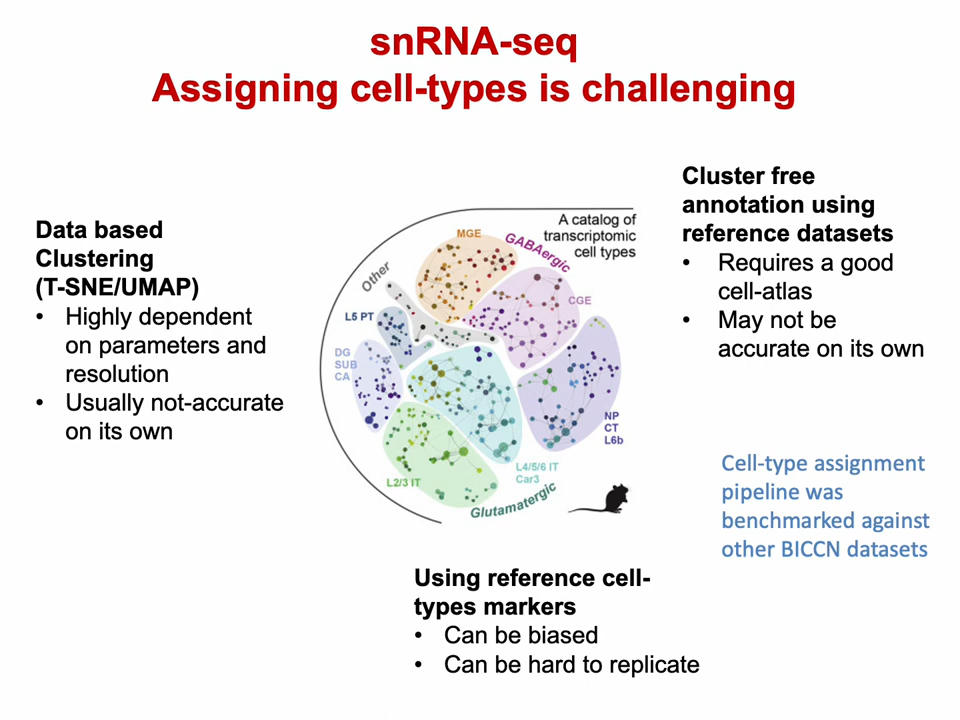 snRNA-seq
Assigning cell-types is challenging
Data based
Clustering
(T-SNE/UMAP)
• Highly dependent
on parameters and
resolution
• Usually not-accurate
on its own
A catalog of
transcriptomic
cell types
MGE
GABAergic
Other
CGE
L5 PT
DG
SUB
CA
NP
CT
L6b
L4/5/6 IT
Car3
L2/3 IT
Glutamatergic
Cluster free
annotation using
reference datasets
• Requires a good
cell-atlas
• May not be
accurate on its own
Cell-type assignment
pipeline was
benchmarked against
other BICCN datasets
Using reference cell-
types markers
• Can be biased
• Can be hard to replicate